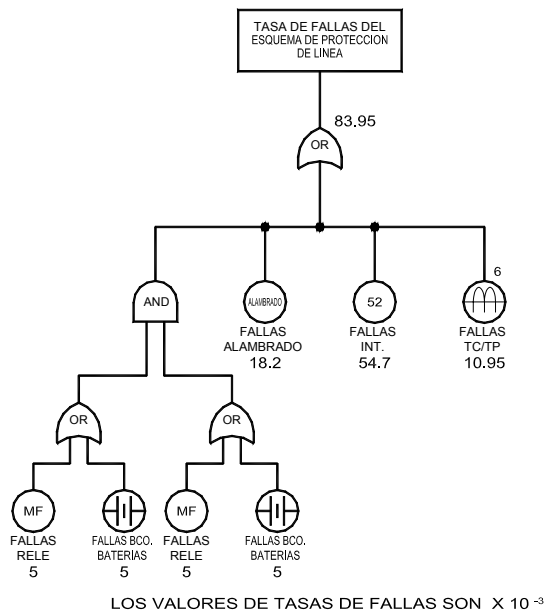 TASA DE FALLAS DEL
ESQUEMA DE PROTECCION
DE LINEA
83.95
OR
6
AND
ALAMBRADO
52
FALLAS
ALAMBRADO
18.2
FALLAS
INT.
54.7
FALLAS
TC/TP
10.95
OR
OR
MF
MF
FALLAS
RELE
5
FALLAS BCO.
BATERIAS
5
FALLAS
RELE
5
FALLAS BCO.
BATERIAS
5
LOS VALORES DE TASAS DE FALLAS SON X 10 -3